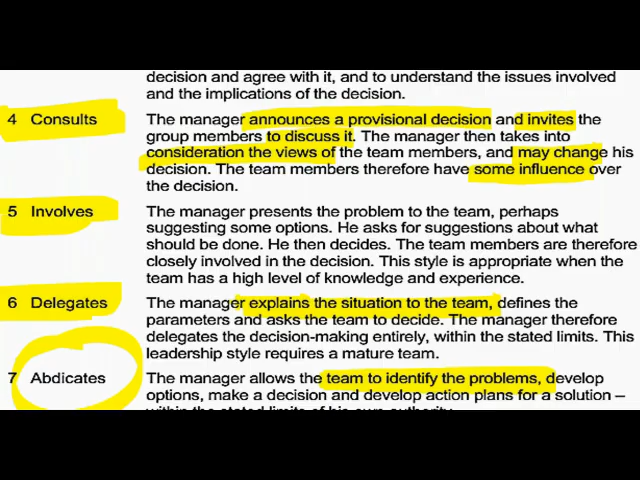 decision and agree with it, and to understand the issues involved
and the implications of the decision.
4 Consults The manager announces a provisional decision and invites the
group members to discuss it. The manager then takes into
consideration the views of the team members, and may change his
decision. The team members therefore have some influence over
the decision.
5 Involves The manager presents the problem to the team, perhaps
suggesting some options. He asks for suggestions about what
should be done. He then decides. The team members are therefore
closely involved in the decision. This style is appropriate when the
team has a high level of knowledge and experience.
6 Delegates The manager explains the situation to the team, defines the
parameters and asks the team to decide. The manager therefore
delegates the decision-making entirely, within the stated limits. This
leadership style requires a mature team.
7 Abdicates The manager allows the team to identify the problems, develop
options, make a decision and develop action plans for a solution –
within the stated limits of his own authority.